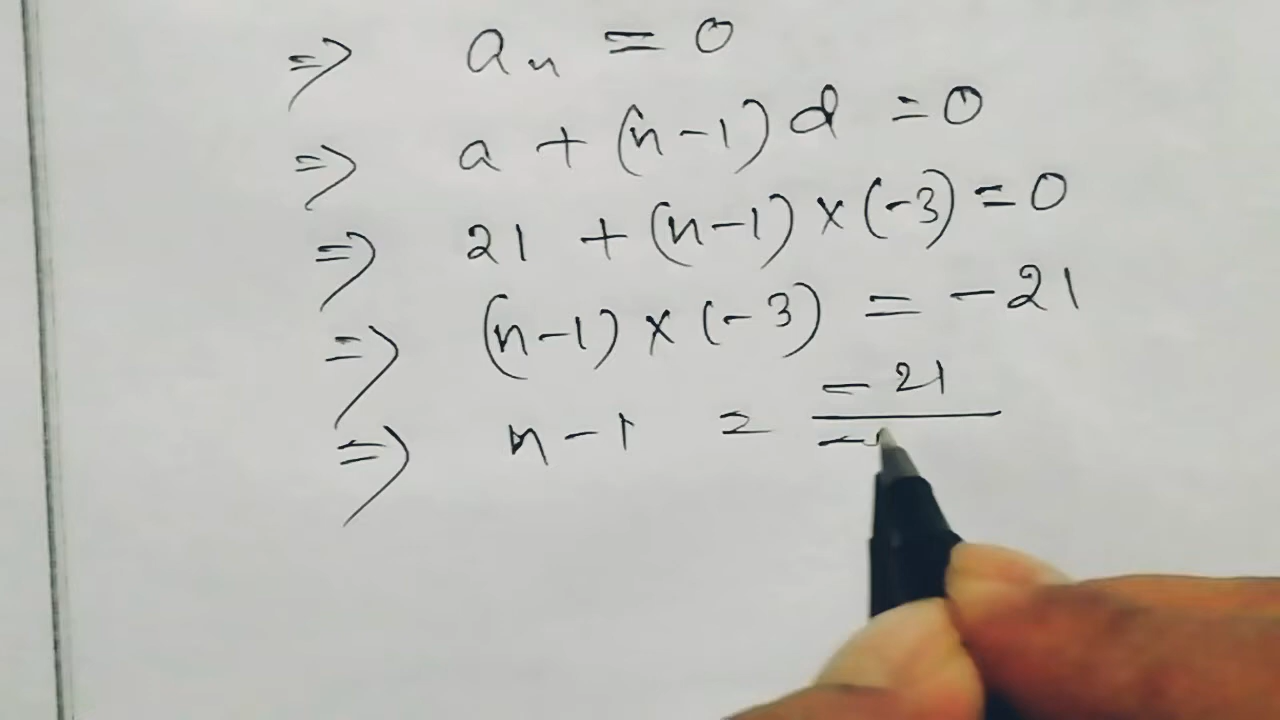 ⇒ aₙ = 0
⇒ a + (n-1) d = 0
⇒ 21 + (n-1) × (-3) = 0
⇒ (n-1) × (-3) = -21
⇒ n-1 = -21/-